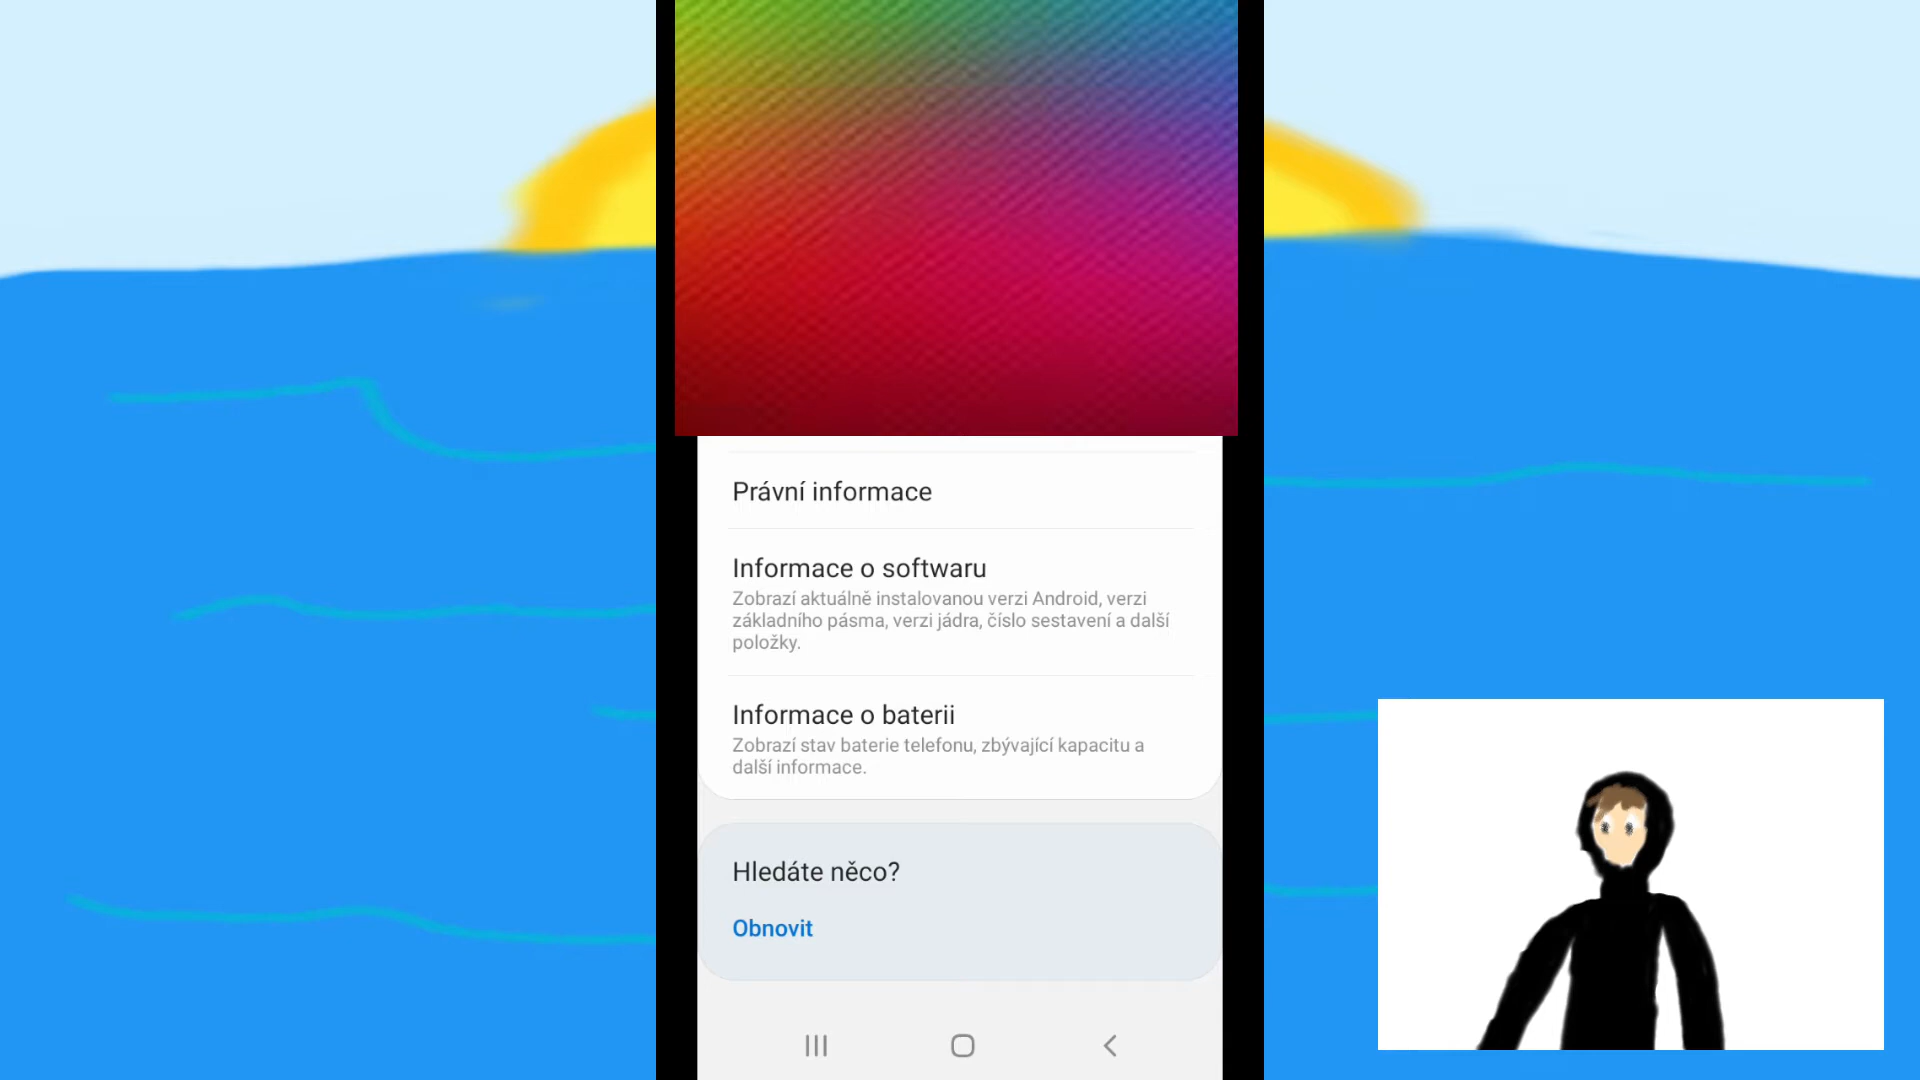 Právní informace
Informace o softwaru
Zobrazí aktuálně instalovanou verzi Android, verzi
základního pásma, verzi jádra, číslo sestavení a další
položky.
Informace o baterii
Zobrazí stav baterie telefonu, zbývající kapacitu a
další informace.
Hledáte něco?
Obnovit